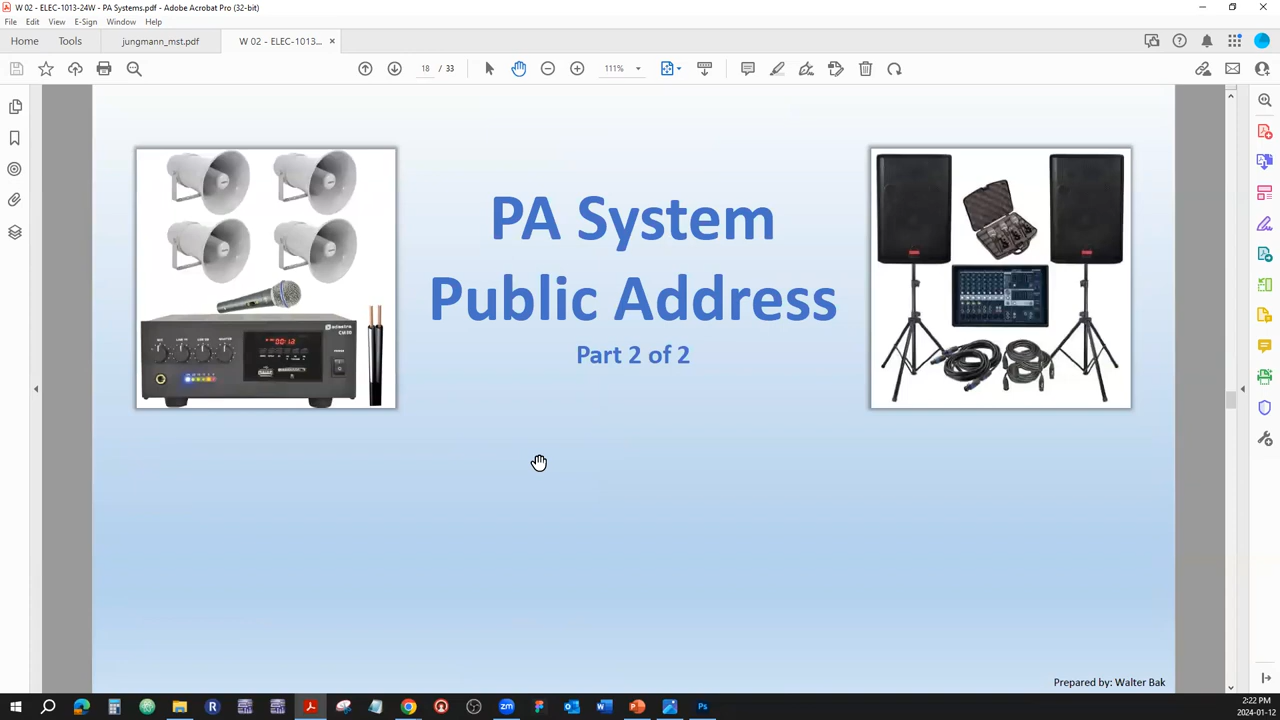 W 02 - ELEC-1013-24W - PA Systems.pdf - Adobe Acrobat Pro (32-bit)
File Edit View E-Sign Window Help
Home Tools jungmann_mst.pdf W 02 - ELEC-1013... ×
18 / 33 111%
PA System
Public Address
Part 2 of 2
Prepared by: Walter Bak
2:22 PM
2024-01-12